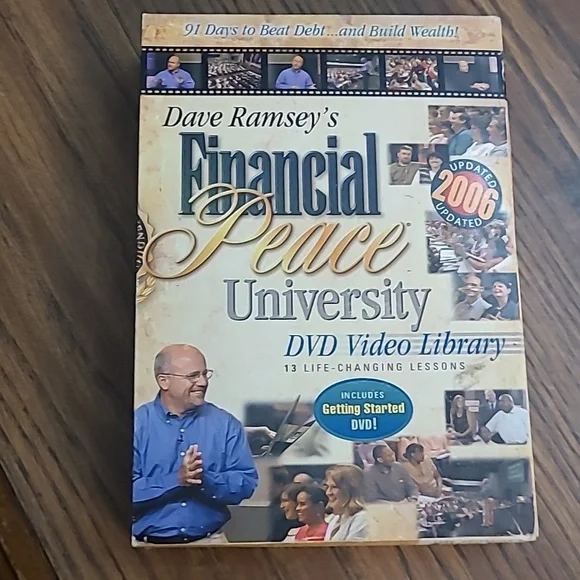 91 Days to Beat Debt...and Build Wealth!
Dave Ramsey's
Financial
Peace
University
DVD Video Library
13 LIFE-CHANGING LESSONS
UPDATED
2006
UPDATED
INCLUDES
Getting Started
DVD!